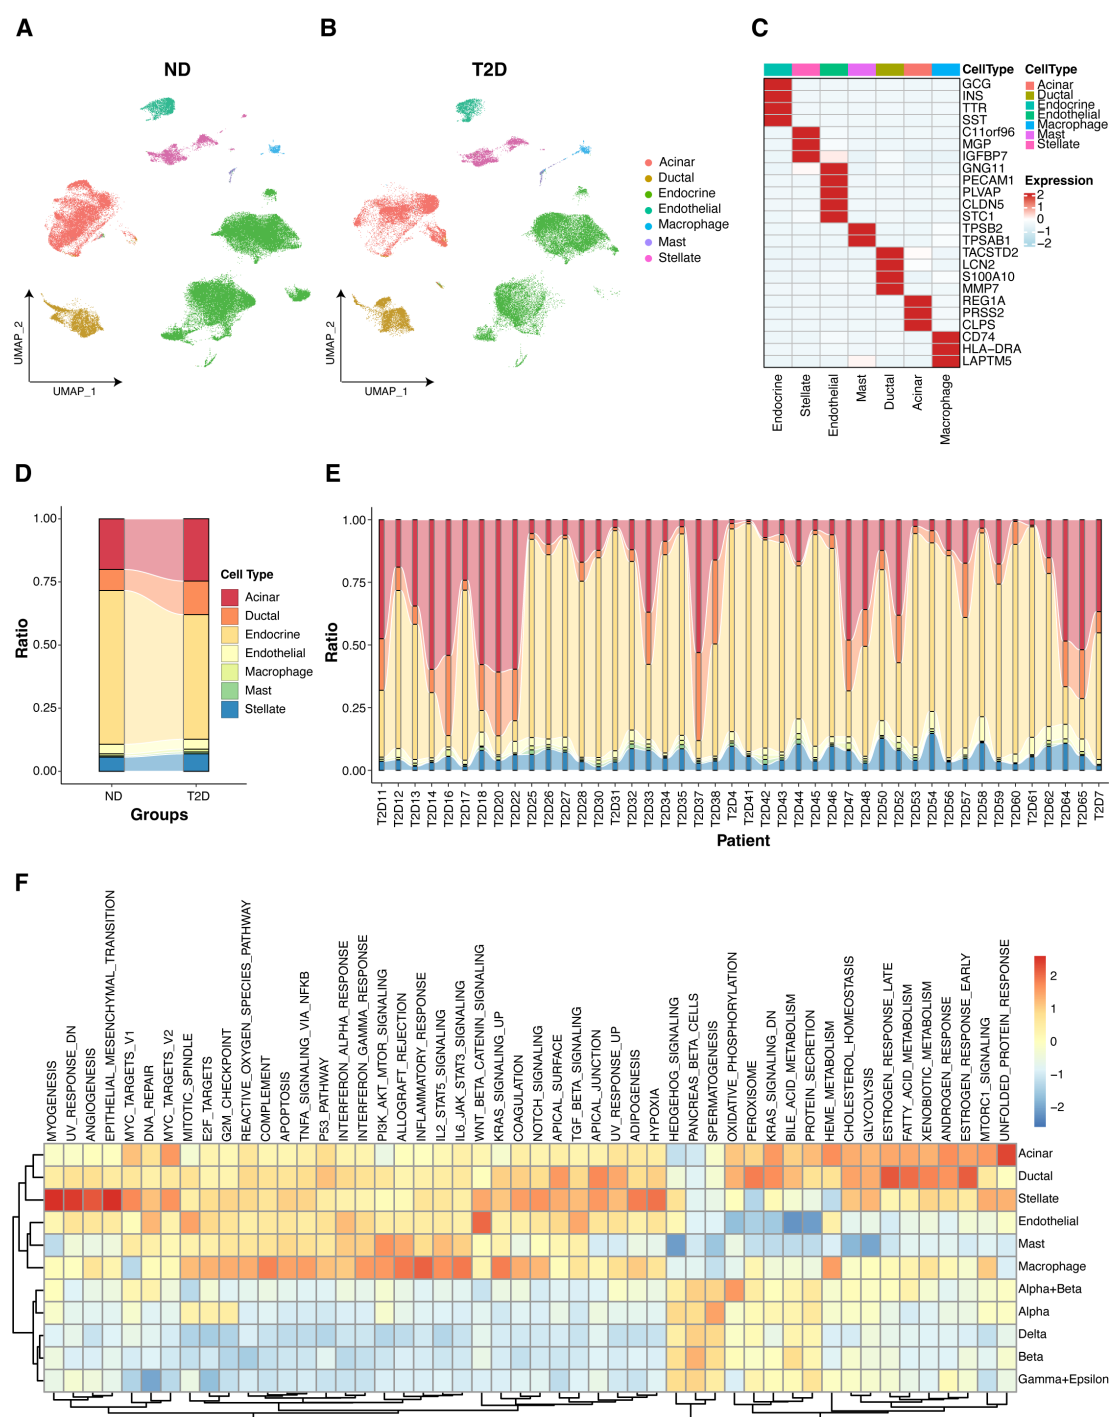 A
B
C
ND
T2D
UMAP_2
UMAP_1
UMAP_2
UMAP_1
Acinar
Ductal
Endocrine
Endothelial
Macrophage
Mast
Stellate
CellType
GCG
INS
TTR
SST
C11orf96
MGP
IGFBP7
GNG11
PECAM1
PLVAP
CLDN5
STC1
TPSB2
TPSAB1
TACSTD2
LCN2
S100A10
MMP7
REG1A
PRSS2
CLPS
CD74
HLA−DRA
LAPTM5
Endocrine
Stellate
Endothelial
Mast
Ductal
Acinar
Macrophage
CellType
Acinar
Ductal
Endocrine
Endothelial
Macrophage
Mast
Stellate
Expression
2
1
0
−1
−2
D
E
Ratio
1.00
0.75
0.50
0.25
0.00
ND
T2D
Groups
Cell Type
Acinar
Ductal
Endocrine
Endothelial
Macrophage
Mast
Stellate
Ratio
1.00
0.75
0.50
0.25
0.00
T2D11
T2D12
T2D13
T2D14
T2D16
T2D17
T2D18
T2D20
T2D22
T2D25
T2D26
T2D27
T2D28
T2D30
T2D31
T2D32
T2D33
T2D34
T2D35
T2D37
T2D38
T2D4
T2D41
T2D42
T2D43
T2D44
T2D45
T2D46
T2D47
T2D48
T2D50
T2D52
T2D53
T2D54
T2D56
T2D57
T2D58
T2D59
T2D60
T2D61
T2D62
T2D64
T2D65
T2D7
Patient
F
MYOGENESIS
UV_RESPONSE_DN
ANGIOGENESIS
EPITHELIAL_MESENCHYMAL_TRANSITION
MYC_TARGETS_V1
DNA_REPAIR
MYC_TARGETS_V2
MITOTIC_SPINDLE
E2F_TARGETS
G2M_CHECKPOINT
REACTIVE_OXYGEN_SPECIES_PATHWAY
COMPLEMENT
APOPTOSIS
TNFA_SIGNALING_VIA_NFKB
P53_PATHWAY
INTERFERON_ALPHA_RESPONSE
INTERFERON_GAMMA_RESPONSE
PI3K_AKT_MTOR_SIGNALING
ALLOGRAFT_REJECTION
INFLAMMATORY_RESPONSE
IL2_STAT5_SIGNALING
IL6_JAK_STAT3_SIGNALING
WNT_BETA_CATENIN_SIGNALING
KRAS_SIGNALING_UP
COAGULATION
NOTCH_SIGNALING
APICAL_SURFACE
TGF_BETA_SIGNALING
APICAL_JUNCTION
UV_RESPONSE_UP
ADIPOGENESIS
HYPOXIA
HEDGEHOG_SIGNALING
PANCREAS_BETA_CELLS
SPERMATOGENESIS
OXIDATIVE_PHOSPHORYLATION
PEROXISOME
KRAS_SIGNALING_DN
BILE_ACID_METABOLISM
PROTEIN_SECRETION
HEME_METABOLISM
CHOLESTEROL_HOMEOSTASIS
GLYCOLYSIS
ESTROGEN_RESPONSE_LATE
FATTY_ACID_METABOLISM
XENOBIOTIC_METABOLISM
ANDROGEN_RESPONSE
ESTROGEN_RESPONSE_EARLY
MTORC1_SIGNALING
UNFOLDED_PROTEIN_RESPONSE
Acinar
Ductal
Stellate
Endothelial
Mast
Macrophage
Alpha+Beta
Alpha
Delta
Beta
Gamma+Epsilon
2
1
0
−1
−2